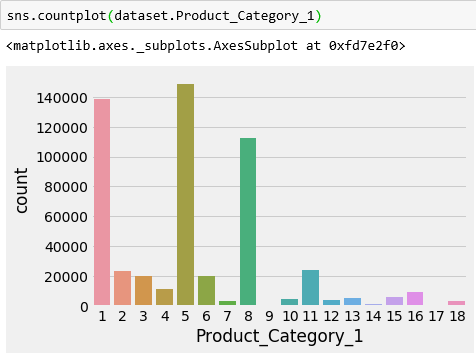 sns.countplot(dataset.Product_Category_1)
<matplotlib.axes._subplots.AxesSubplot at 0xfd7e2f0>
140000
120000
100000
80000
60000
40000
20000
0
count
1 2 3 4 5 6 7 8 9 10 11 12 13 14 15 16 17 18
Product_Category_1